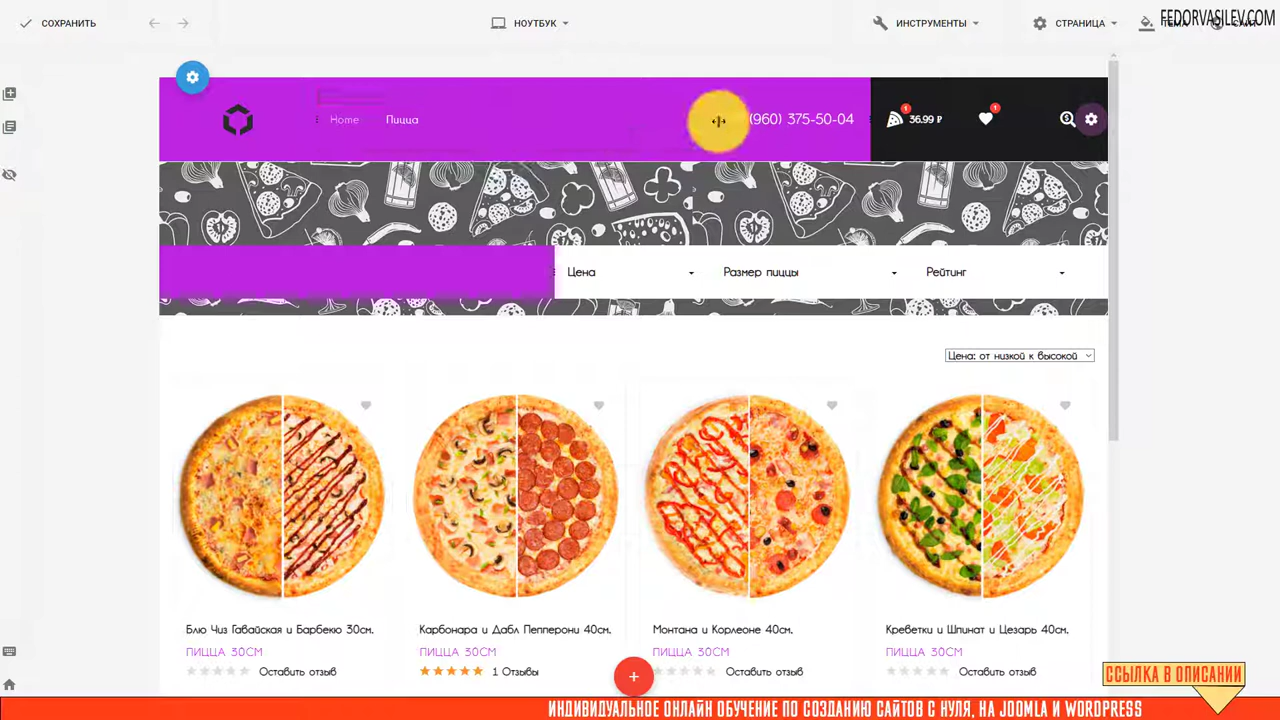 СОХРАНИТЬ
НОУТБУК
ИНСТРУМЕНТЫ
СТРАНИЦА
FEDORVASILEV.COM
Home
Пицца
(960) 375-50-04
1
36.99 ₽
1
Цена
Размер пиццы
Рейтинг
Цена: от низкой к высокой
Блю Чиз Гавайская и Барбекю 30см.
Карбонара и Дабл Пепперони 40см.
Монтана и Корлеоне 40см.
Креветки и Шпинат и Цезарь 40см.
ПИЦЦА 30СМ
ПИЦЦА 30СМ
ПИЦЦА 30СМ
ПИЦЦА 30СМ
Оставить отзыв
1 Отзывы
Оставить отзыв
Оставить отзыв
ССЫЛКА В ОПИСАНИИ
ИНДИВИДУАЛЬНОЕ ОНЛАЙН ОБУЧЕНИЕ ПО СОЗДАНИЮ САЙТОВ С НУЛЯ, НА JOOMLA И WORDPRESS